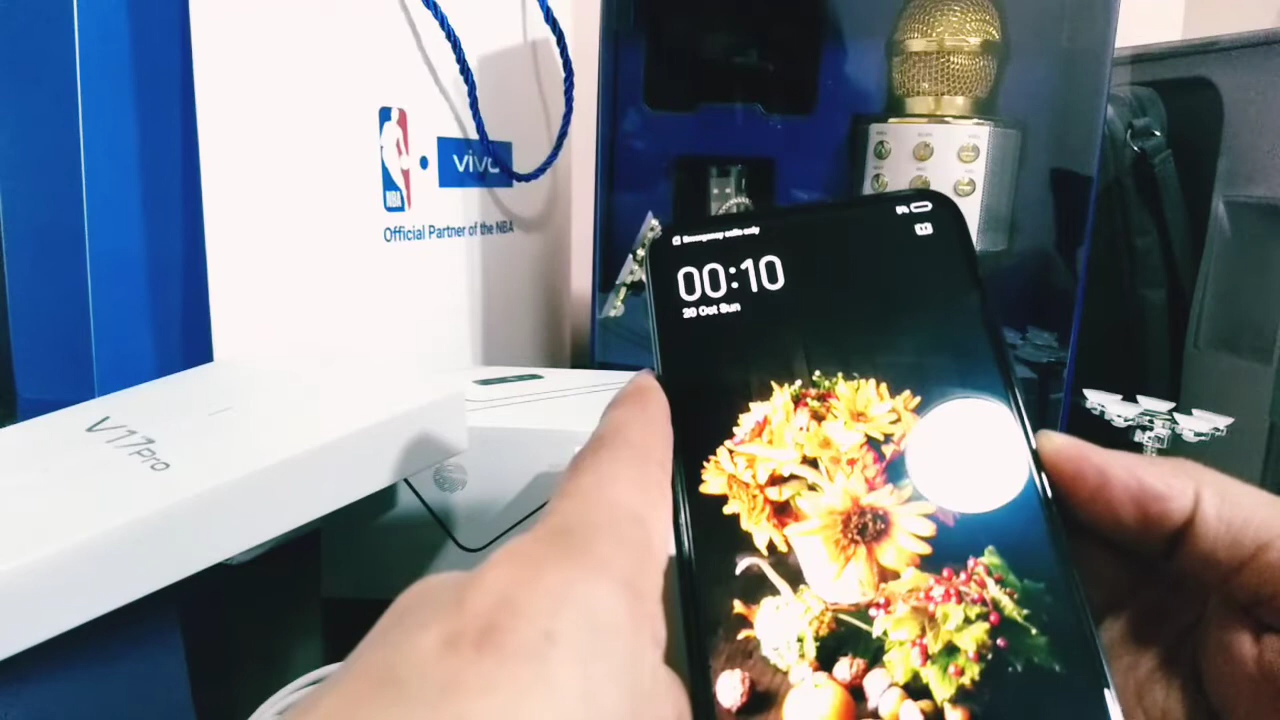 NBA
vivo
Official Partner of the NBA
V17Pro
Emergency calls only
00:10
20 Oct Sun